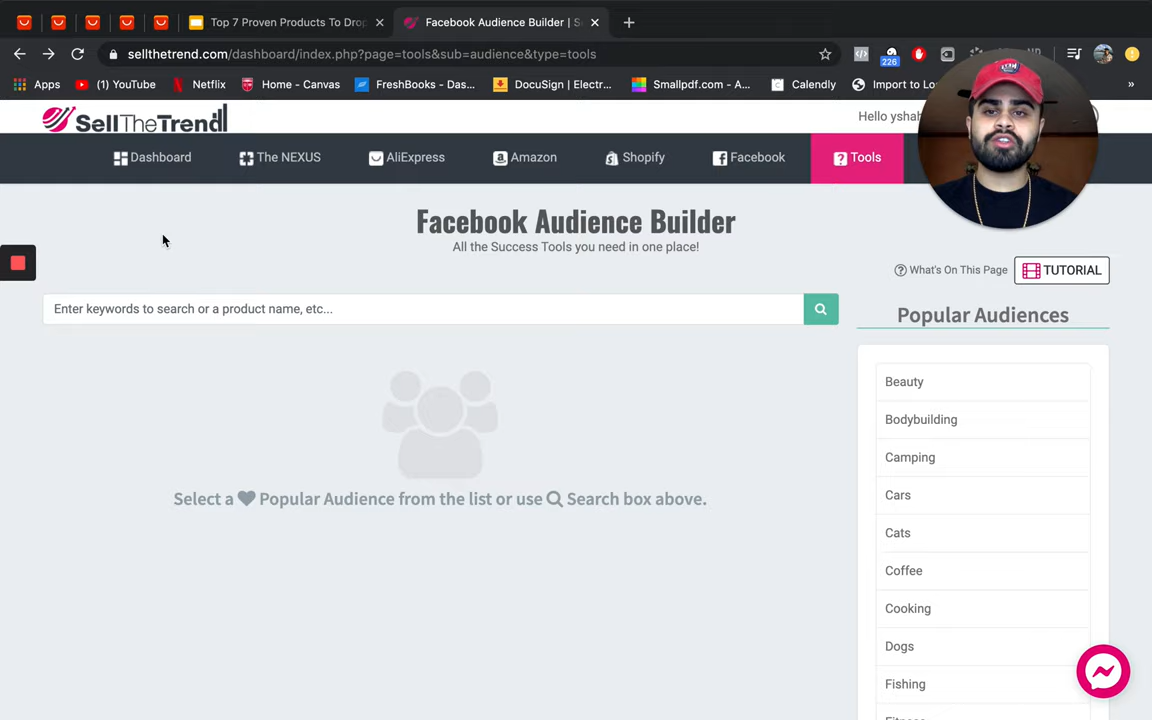 Top 7 Proven Products To Drop
Facebook Audience Builder | S
sellthetrend.com/dashboard/index.php?page=tools&sub=audience&type=tools
226
Apps
(1) YouTube
Netflix
Home - Canvas
FreshBooks - Das...
DocuSign | Electr...
Smallpdf.com - A...
Calendly
Import to Lo
»
SellTheTrend
Hello yshah
Dashboard
The NEXUS
AliExpress
Amazon
Shopify
Facebook
Tools
Facebook Audience Builder
All the Success Tools you need in one place!
What's On This Page
TUTORIAL
Enter keywords to search or a product name, etc...
Popular Audiences
Beauty
Bodybuilding
Camping
Cars
Cats
Coffee
Cooking
Dogs
Fishing
Select a Popular Audience from the list or use Search box above.